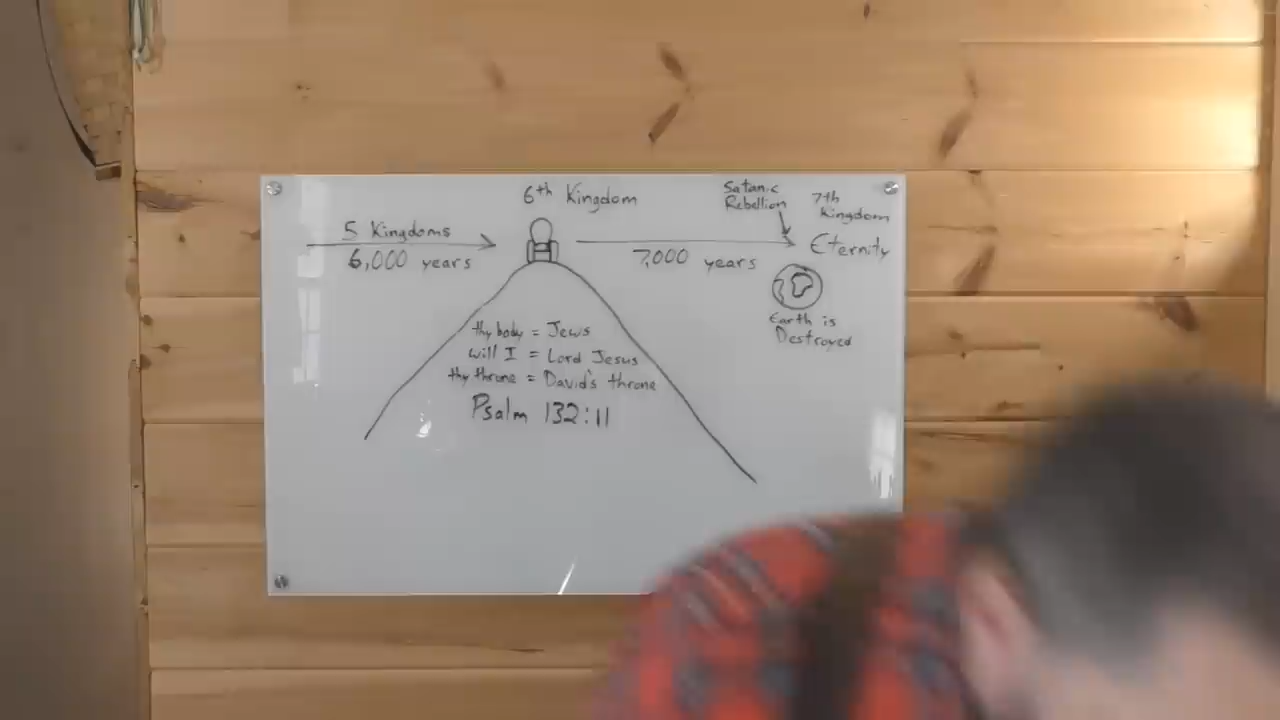 6th Kingdom
5 Kingdoms
6,000 years
7,000 years
Satanic
Rebellion
7th
Kingdom
Eternity
Earth is
Destroyed
thy body = Jews
will I = Lord Jesus
thy throne = David's throne
Psalm 132:11